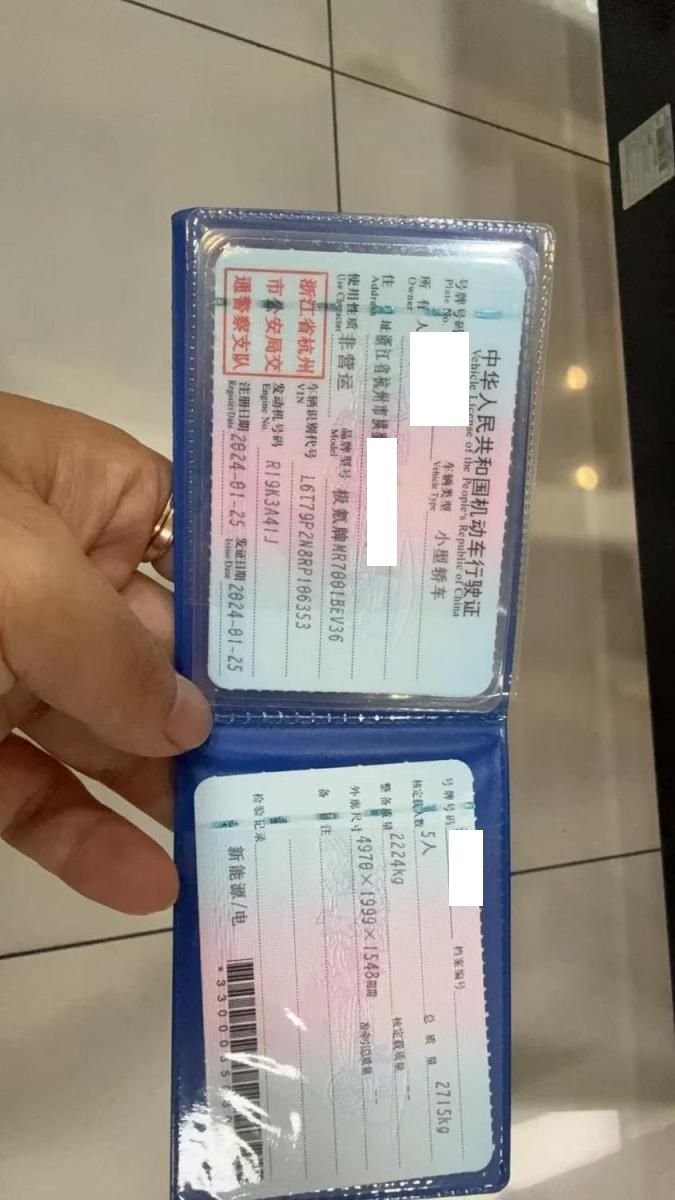 中华人民共和国机动车行驶证
Vehicle License of the People's Republic of China
号牌号码
Plate No.
车辆类型 小型轿车
Vehicle Type
所有人
Owner
住址 浙江省杭州市
Address
使用性质 非营运
Use Character
品牌型号 极氪牌MR7001BEV36
Model
浙江省杭州
市公安局交
通警察支队
车辆识别代号 L6T79P2N8RP106353
VIN
发动机号码 R19K3A41J
Engine No.
注册日期 2024-01-25 发证日期 2024-01-25
Register Date Issue Date
号牌号码 档案编号
核定载人数 5人 总质量 2715kg
整备质量 2224kg 核定载质量 --
外廓尺寸 4970×1999×1548mm 准牵引总质量 --
备注
检验记录
新能源/电